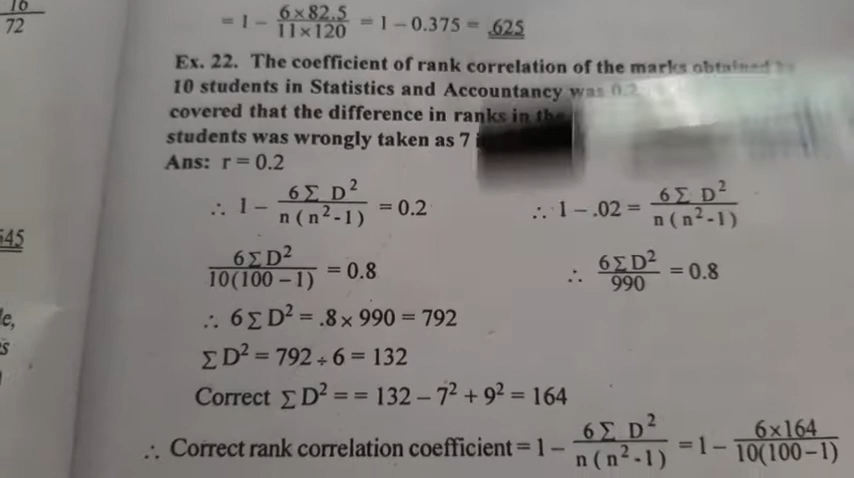 16
72
= 1 - 6×82.5/11×120 = 1 - 0.375 = .625
Ex. 22. The coefficient of rank correlation of the marks obtained
10 students in Statistics and Accountancy was 0.2
covered that the difference in ranks in the
students was wrongly taken as 7
Ans: r = 0.2
∴ 1 - 6∑ D²/n(n²-1) = 0.2 ∴ 1 - .02 = 6∑ D²/n(n²-1)
6∑D²/10(100-1) = 0.8 ∴ 6∑D²/990 = 0.8
645
∴ 6∑D² = .8 × 990 = 792
∑D² = 792 ÷ 6 = 132
Correct ∑D² = = 132 - 7² + 9² = 164
∴ Correct rank correlation coefficient = 1 - 6∑ D²/n(n²-1) = 1 - 6×164/10(100-1)